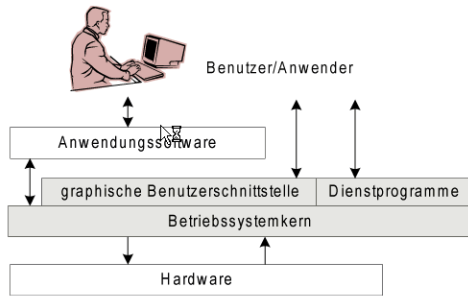 Benutzer/Anwender
Anwendungssoftware
graphische Benutzerschnittstelle
Dienstprogramme
Betriebssystemkern
Hardware